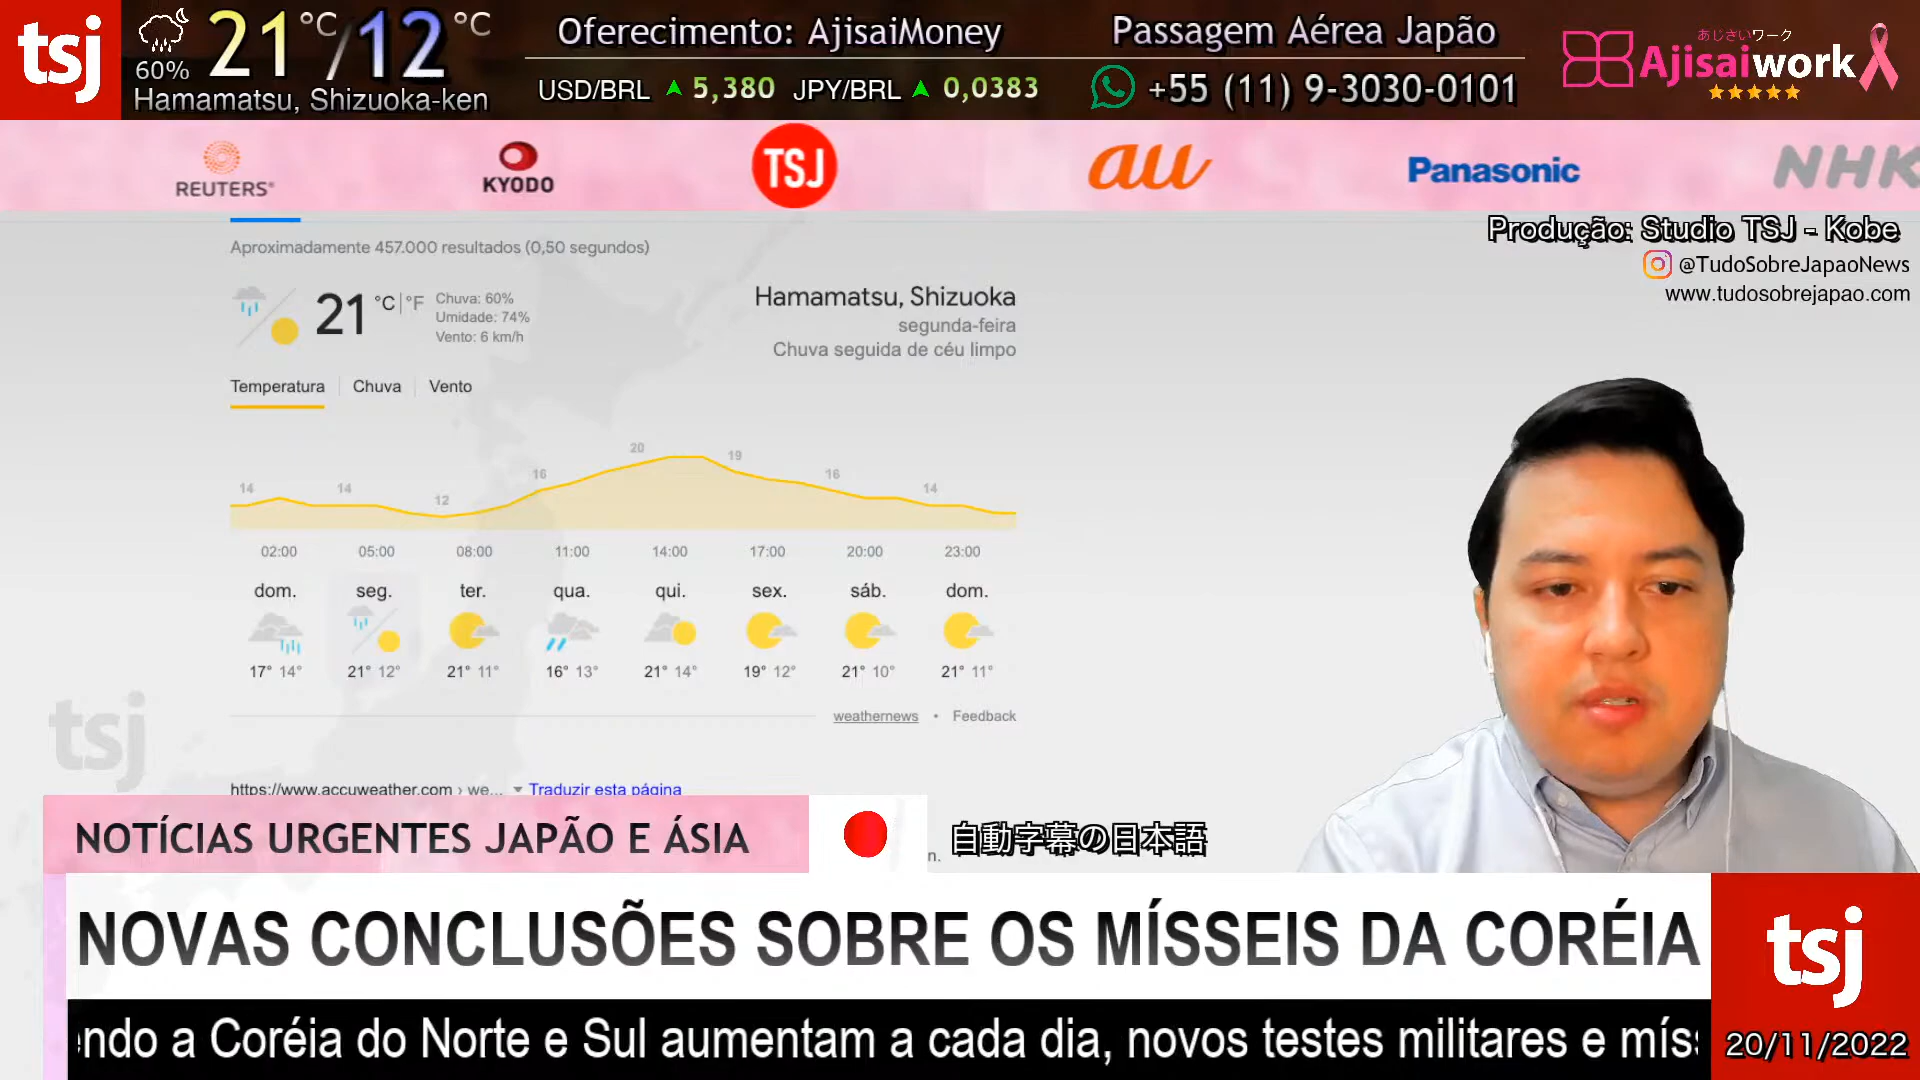 tsj
60%
21°C/12°C
Hamamatsu, Shizuoka-ken
Oferecimento: AjisaiMoney
USD/BRL ▲ 5,380 JPY/BRL ▲ 0,0383
Passagem Aérea Japão
+55 (11) 9-3030-0101
あじさいワーク
Ajisaiwork
REUTERS
KYODO
TSJ
au
Panasonic
NHK
Produção: Studio TSJ - Kobe
@TudoSobreJapaoNews
www.tudosobrejapao.com
Aproximadamente 457.000 resultados (0,50 segundos)
21 °C | °F
Chuva: 60%
Umidade: 74%
Vento: 6 km/h
Hamamatsu, Shizuoka
segunda-feira
Chuva seguida de céu limpo
Temperatura Chuva Vento
14 14 12 16 20 19 16 14
02:00 05:00 08:00 11:00 14:00 17:00 20:00 23:00
dom. seg. ter. qua. qui. sex. sáb. dom.
17° 14° 21° 12° 21° 11° 16° 13° 21° 14° 19° 12° 21° 10° 21° 11°
weathernews • Feedback
tsj
https://www.accuweather.com › we... Traduzir esta página
NOTÍCIAS URGENTES JAPÃO E ÁSIA
n.
自動字幕の日本語
NOVAS CONCLUSÕES SOBRE OS MÍSSEIS DA CORÉIA
ndo a Coréia do Norte e Sul aumentam a cada dia, novos testes militares e mís
tsj
20/11/2022